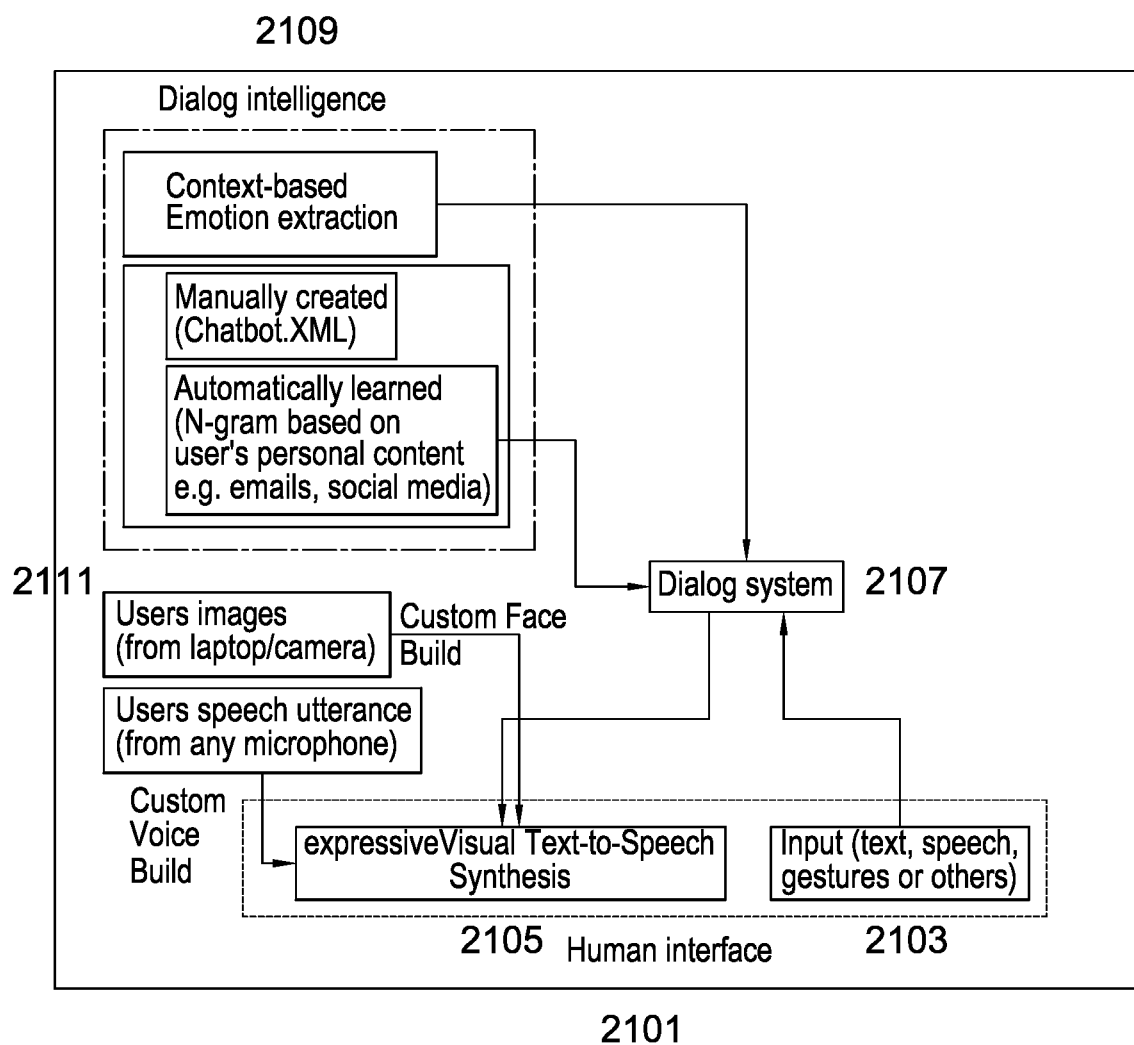 2109
Dialog intelligence
Context-based
Emotion extraction
Manually created
(Chatbot.XML)
Automatically learned
(N-gram based on
user's personal content
e.g. emails, social media)
2111
Dialog system
2107
Users images
(from laptop/camera)
Custom Face
Build
Users speech utterance
(from any microphone)
Custom
Voice
Build
expressiveVisual Text-to-Speech
Synthesis
Input (text, speech,
gestures or others)
2105
Human interface
2103
2101